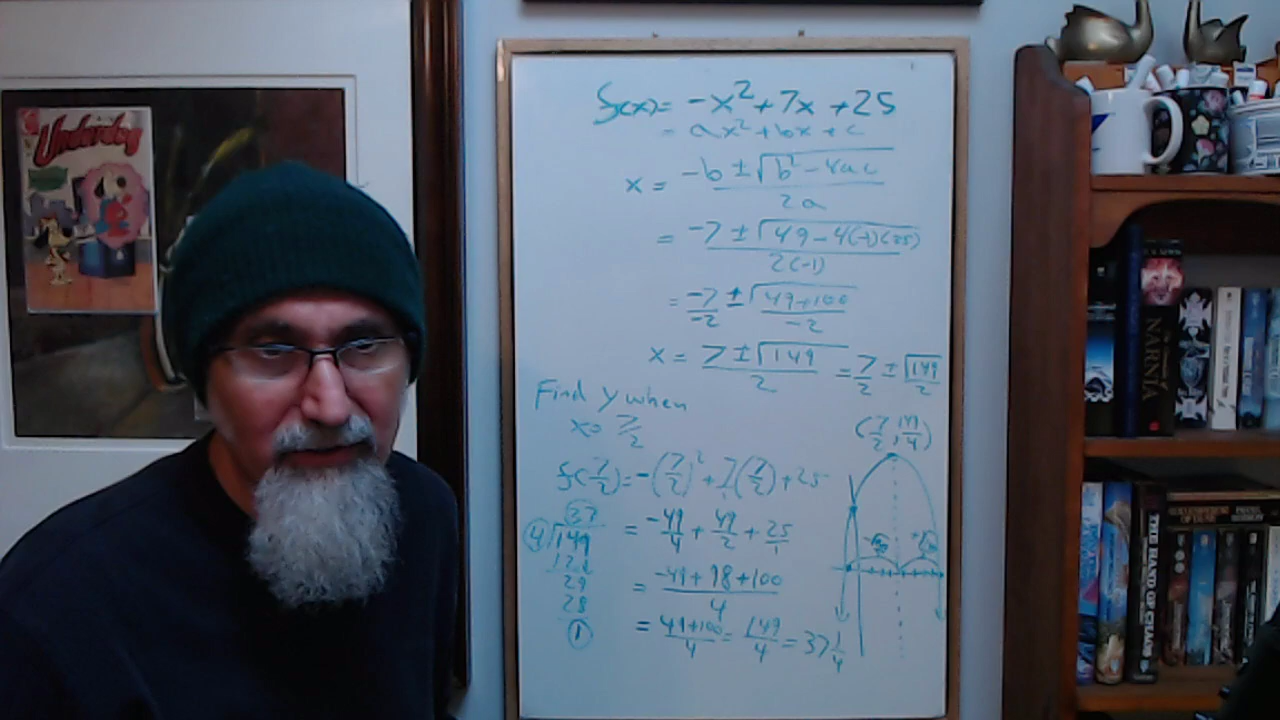 Underdog
f(x) = -x² + 7x + 25
= ax² + bx + c
x = (-b ± √(b² - 4ac)) / 2a
= (-7 ± √(49 - 4(-1)(25))) / 2(-1)
= -7/-2 ± √(49+100) / -2
x = (7 ± √149) / 2 = 7/2 ± √149/2
Find y when
x = 7/2
(7/2, 149/4)
f(7/2) = -(7/2)² + 7/1(7/2) + 25
= -49/4 + 49/2 + 25/1
= (-49 + 98 + 100) / 4
= (49+100)/4 = 149/4 = 37 1/4
37
4)149
12↓
29
28
1
NARNIA
THE HAND OF CHAOS